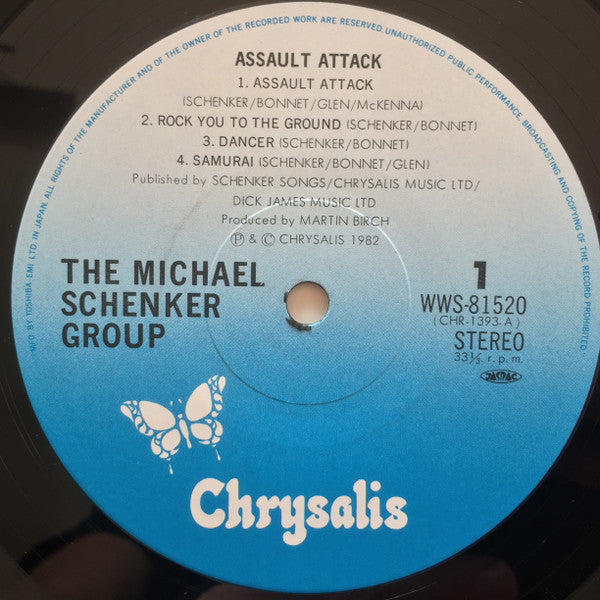 ALL RIGHTS OF THE MANUFACTURER AND OF THE OWNER OF THE RECORDED WORK ARE RESERVED. UNAUTHORIZED PUBLIC PERFORMANCE, BROADCASTING AND COPYING OF THE RECORD PROHIBITED.
ASSAULT ATTACK
1. ASSAULT ATTACK
(SCHENKER/BONNET/GLEN/McKENNA)
2. ROCK YOU TO THE GROUND (SCHENKER/BONNET)
3. DANCER (SCHENKER/BONNET)
4. SAMURAI (SCHENKER/BONNET/GLEN)
Published by SCHENKER SONGS/CHRYSALIS MUSIC LTD/
DICK JAMES MUSIC LTD
Produced by MARTIN BIRCH
Ⓟ & © CHRYSALIS 1982
THE MICHAEL
SCHENKER
GROUP
1
WWS-81520
(CHR-1393-A)
STEREO
33⅓ r.p.m.
JASRAC
MF'D BY TOSHIBA-EMI LTD. IN JAPAN.
Chrysalis